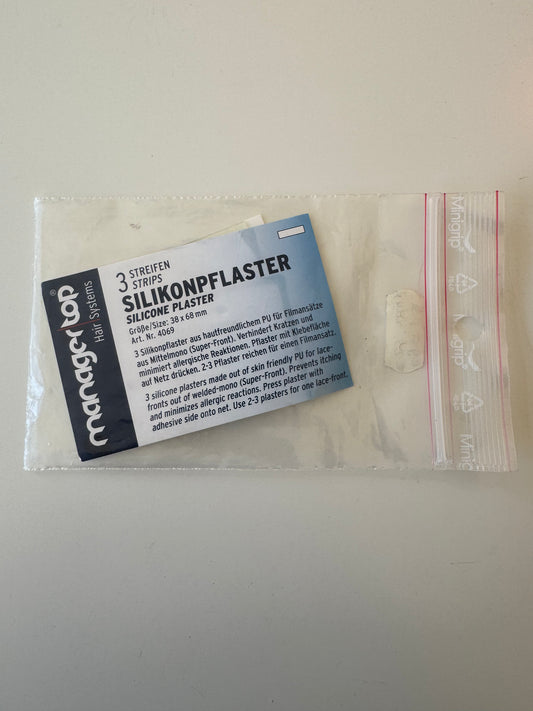 manage|top
Hair|Systems
3 STREIFEN
STRIPS
SILIKONPFLASTER
SILICONE PLASTER
Größe/Size: 38 x 68 mm
Art. Nr. 4069
3 Silikonpflaster aus hautfreundlichem PU für Filmansätze
aus Mittelmono (Super-Front). Verhindert Kratzen und
minimiert allergische Reaktionen. Pflaster mit Klebefläche
auf Netz drücken. 2-3 Pflaster reichen für einen Filmansatz.
3 silicone plasters made out of skin friendly PU for lace-
fronts out of welded-mono (Super-Front). Prevents itching
and minimizes allergic reactions. Press plaster with
adhesive side onto net. Use 2-3 plasters for one lace-front.
Minigrip
Minigrip
Minig